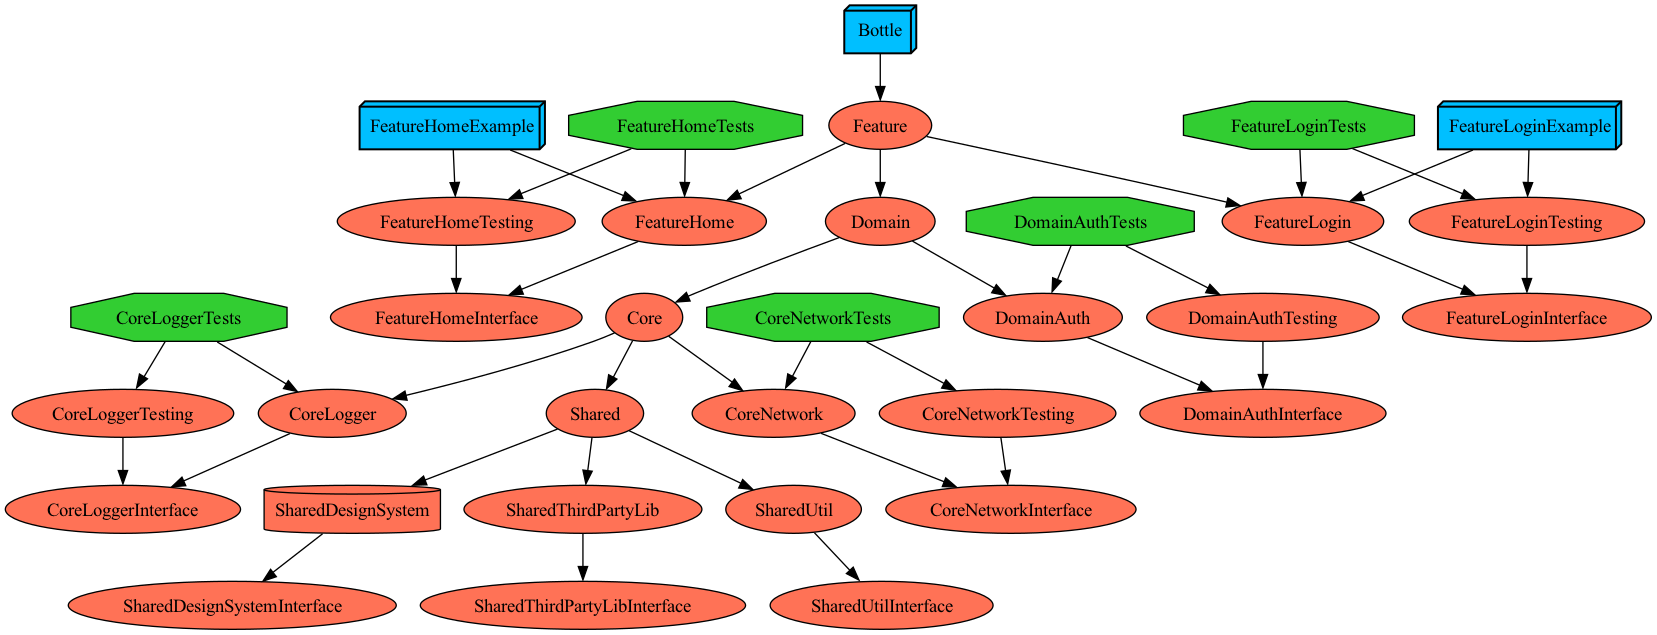 Bottle
FeatureHomeExample
FeatureHomeTests
Feature
FeatureLoginTests
FeatureLoginExample
FeatureHomeTesting
FeatureHome
Domain
DomainAuthTests
FeatureLogin
FeatureLoginTesting
CoreLoggerTests
FeatureHomeInterface
Core
CoreNetworkTests
DomainAuth
DomainAuthTesting
FeatureLoginInterface
CoreLoggerTesting
CoreLogger
Shared
CoreNetwork
CoreNetworkTesting
DomainAuthInterface
CoreLoggerInterface
SharedDesignSystem
SharedThirdPartyLib
SharedUtil
CoreNetworkInterface
SharedDesignSystemInterface
SharedThirdPartyLibInterface
SharedUtilInterface